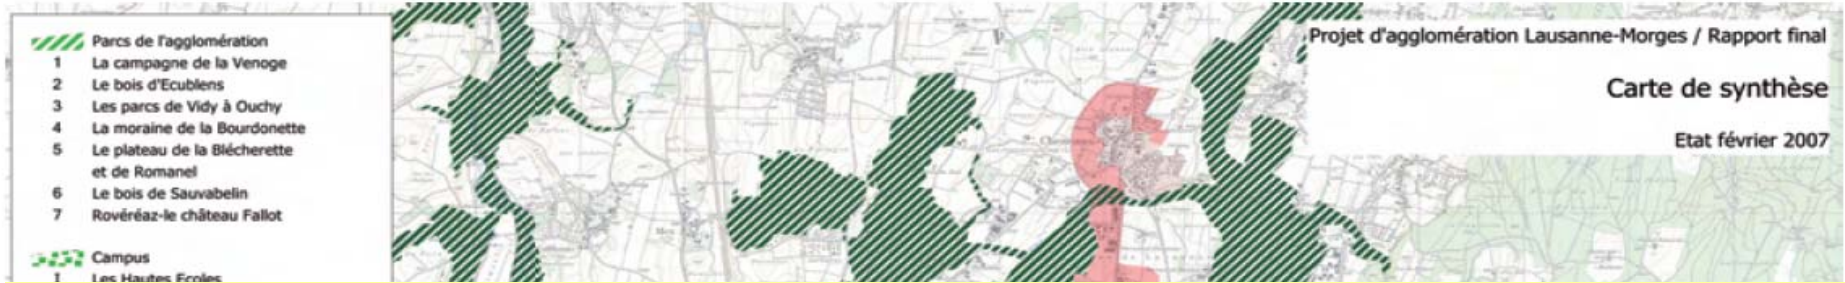 Parcs de l'agglomération
1 La campagne de la Venoge
2 Le bois d'Ecublens
3 Les parcs de Vidy à Ouchy
4 La moraine de la Bourdonette
5 Le plateau de la Blécherette
et de Romanel
6 Le bois de Sauvabelin
7 Rovéréaz-le château Fallot
Campus
I Les Hautes Ecoles
Projet d'agglomération Lausanne-Morges / Rapport final
Carte de synthèse
Etat février 2007